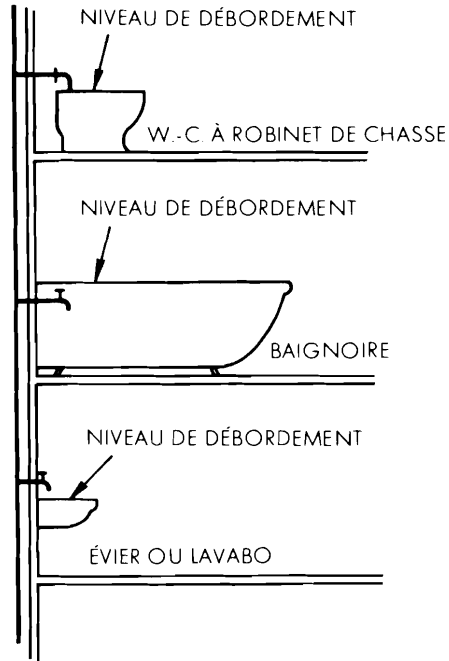 NIVEAU DE DÉBORDEMENT
W.-C. À ROBINET DE CHASSE
NIVEAU DE DÉBORDEMENT
BAIGNOIRE
NIVEAU DE DÉBORDEMENT
ÉVIER OU LAVABO